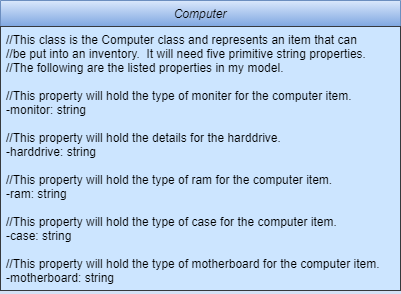 Computer
//This class is the Computer class and represents an item that can
//be put into an inventory.  It will need five primitive string properties.
//The following are the listed properties in my model.
//This property will hold the type of moniter for the computer item.
-monitor: string
//This property will hold the details for the harddrive.
-harddrive: string
//This property will hold the type of ram for the computer item.
-ram: string
//This property will hold the type of case for the computer item.
-case: string
//This property will hold the type of motherboard for the computer item.
-motherboard: string